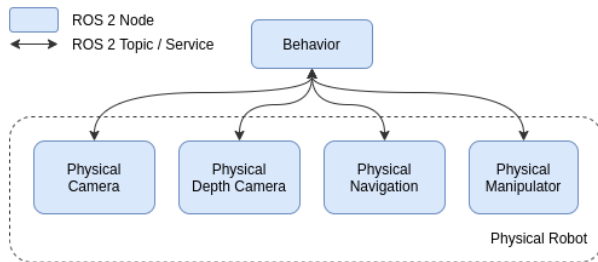 ROS 2 Node
ROS 2 Topic / Service
Behavior
Physical
Camera
Physical
Depth Camera
Physical
Navigation
Physical
Manipulator
Physical Robot